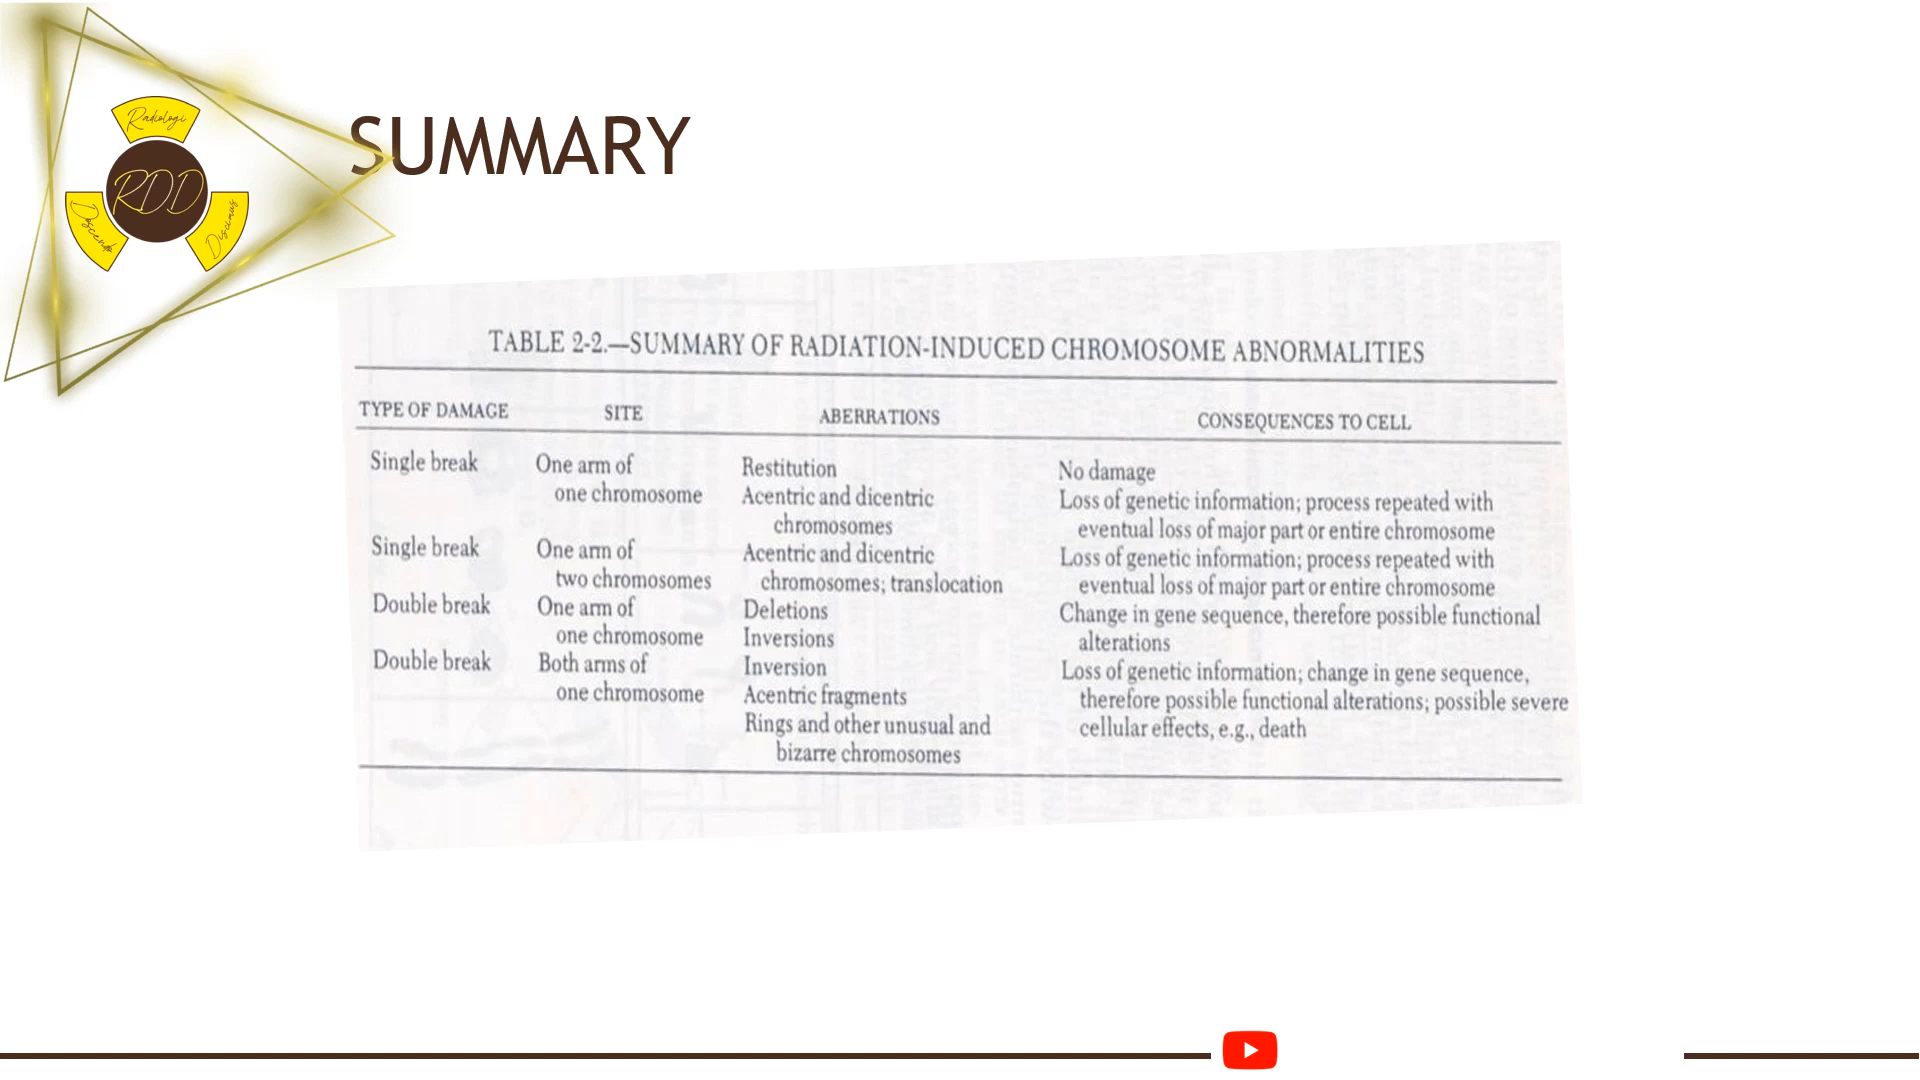 Radiologi
RDD
Docendo
Discimus
SUMMARY
TABLE 2-2.—SUMMARY OF RADIATION-INDUCED CHROMOSOME ABNORMALITIES
TYPE OF DAMAGE SITE ABERRATIONS CONSEQUENCES TO CELL
Single break One arm of Restitution No damage
one chromosome Acentric and dicentric Loss of genetic information; process repeated with
chromosomes eventual loss of major part or entire chromosome
Single break One arm of Acentric and dicentric Loss of genetic information; process repeated with
two chromosomes chromosomes; translocation eventual loss of major part or entire chromosome
Double break One arm of Deletions Change in gene sequence, therefore possible functional
one chromosome Inversions alterations
Double break Both arms of Inversion Loss of genetic information; change in gene sequence,
one chromosome Acentric fragments therefore possible functional alterations; possible severe
Rings and other unusual and cellular effects, e.g., death
bizarre chromosomes